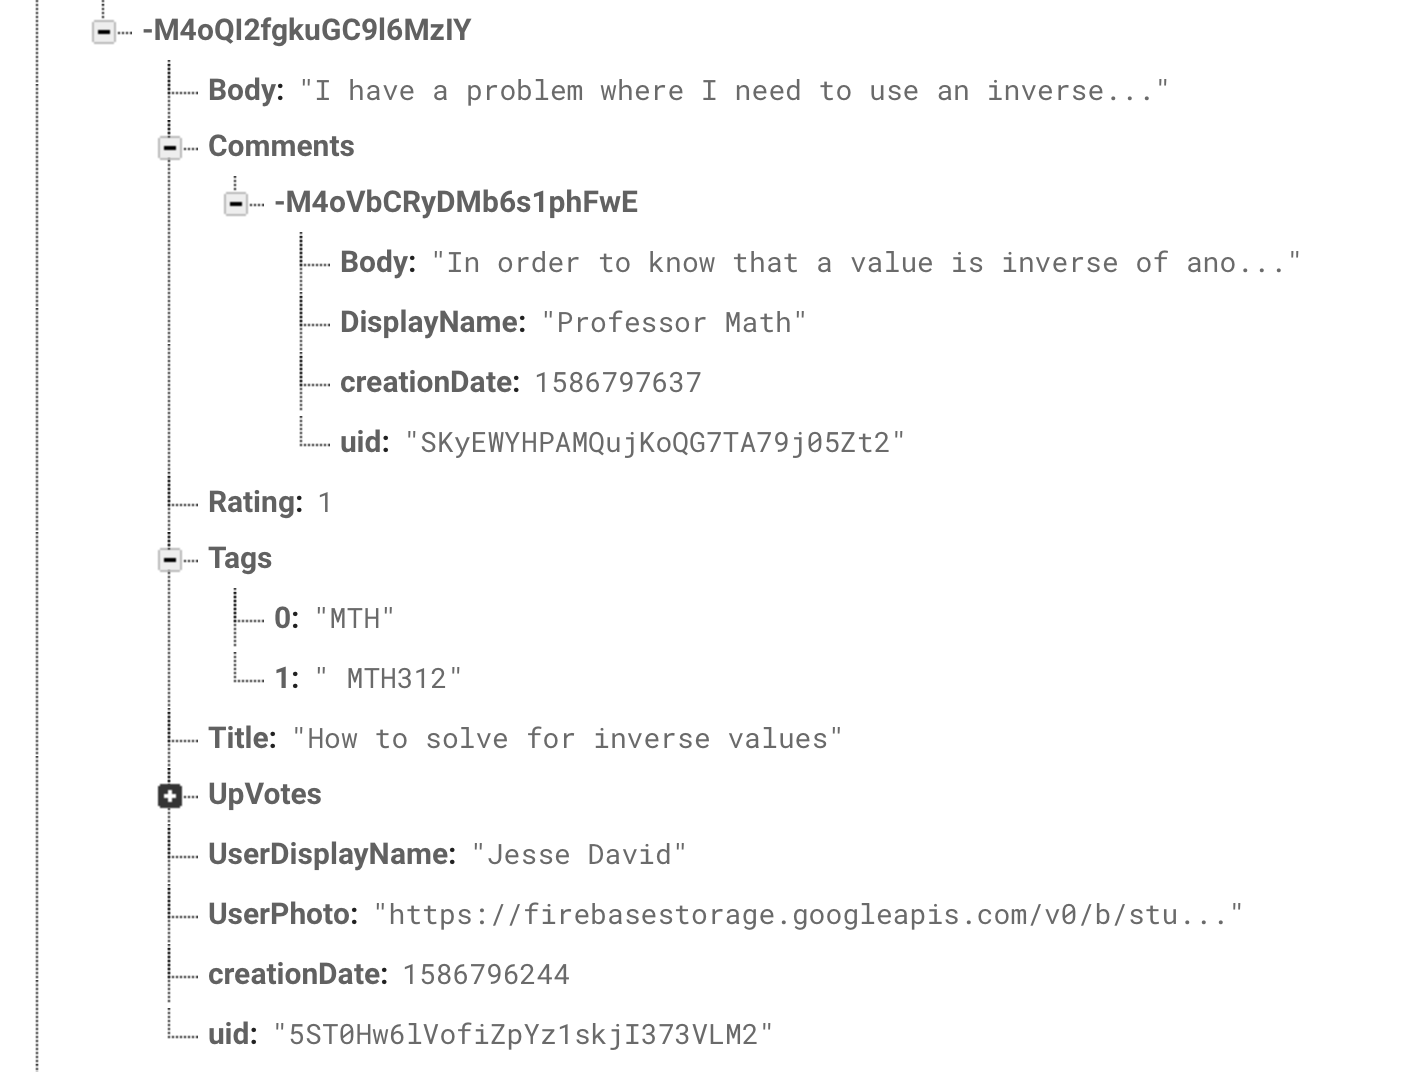 -M4oQI2fgkuGC9l6MzIY
Body: "I have a problem where I need to use an inverse..."
Comments
-M4oVbCRyDMb6s1phFwE
Body: "In order to know that a value is inverse of ano..."
DisplayName: "Professor Math"
creationDate: 1586797637
uid: "SKyEWYHPAMQujKoQG7TA79j05Zt2"
Rating: 1
Tags
0: "MTH"
1: " MTH312"
Title: "How to solve for inverse values"
UpVotes
UserDisplayName: "Jesse David"
UserPhoto: "https://firebasestorage.googleapis.com/v0/b/stu..."
creationDate: 1586796244
uid: "5ST0Hw6lVofiZpYz1skjI373VLM2"